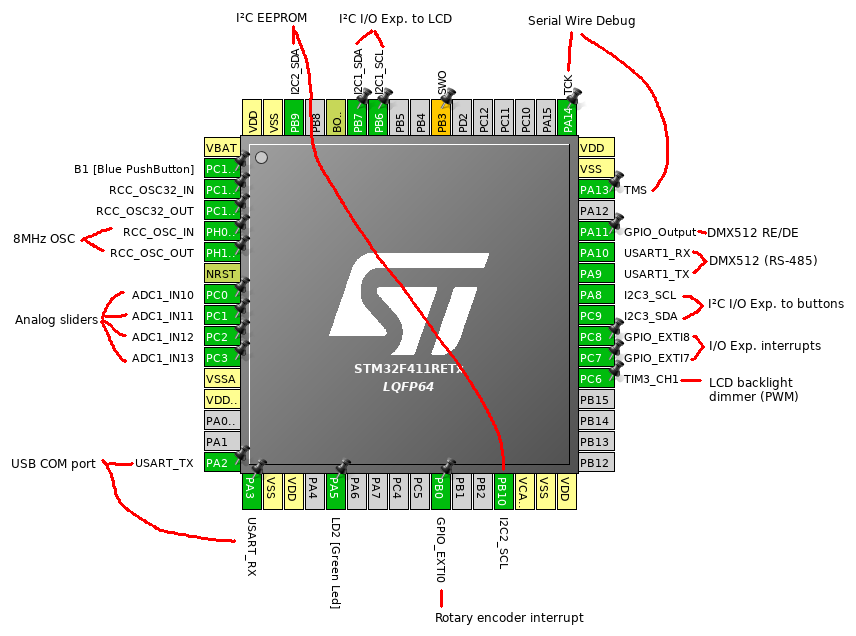 I²C EEPROM
I²C I/O Exp. to LCD
Serial Wire Debug
I2C2_SDA
I2C1_SDA
I2C1_SCL
SWO
TCK
VDD
VSS
PB9
PB8
BO..
PB7
PB6
PB5
PB4
PB3
PD2
PC12
PC11
PC10
PA15
PA14
VBAT
B1 [Blue PushButton]
PC1..
RCC_OSC32_IN
PC1..
RCC_OSC32_OUT
PC1..
8MHz OSC
RCC_OSC_IN
PH0..
RCC_OSC_OUT
PH1..
NRST
Analog sliders
ADC1_IN10
PC0
ADC1_IN11
PC1
ADC1_IN12
PC2
ADC1_IN13
PC3
VSSA
VDD..
PA0..
PA1
USB COM port
USART_TX
PA2
STM32F411RETx
LQFP64
VDD
VSS
PA13
TMS
PA12
PA11
GPIO_Output
DMX512 RE/DE
PA10
USART1_RX
PA9
USART1_TX
DMX512 (RS-485)
PA8
I2C3_SCL
PC9
I2C3_SDA
I²C I/O Exp. to buttons
PC8
GPIO_EXTI8
PC7
GPIO_EXTI7
I/O Exp. interrupts
PC6
TIM3_CH1
LCD backlight
dimmer (PWM)
PB15
PB14
PB13
PB12
PA3
VSS
VDD
PA4
PA5
PA6
PA7
PC4
PC5
PB0
PB1
PB2
PB10
VCA..
VSS
VDD
USART_RX
LD2 [Green Led]
GPIO_EXTI0
I2C2_SCL
Rotary encoder interrupt